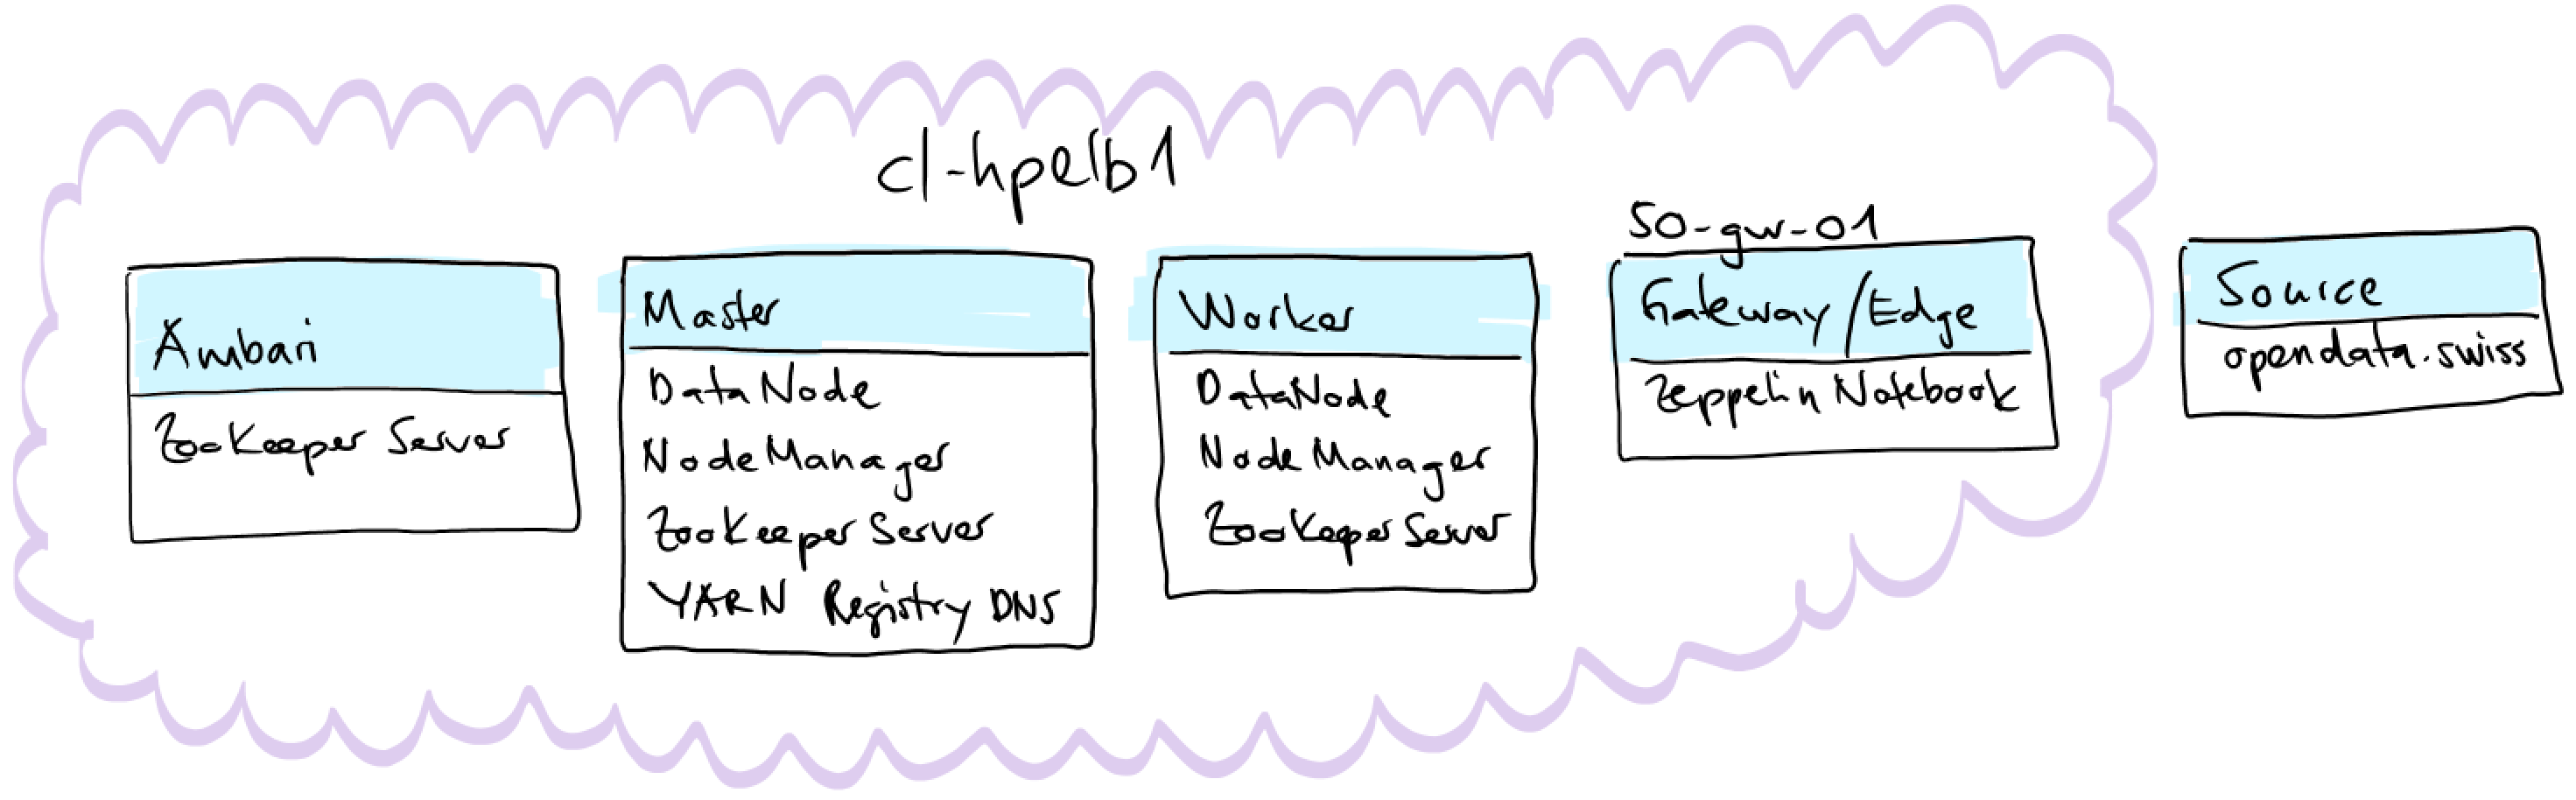 cl-hpelb1
Ambari
ZooKeeper Server
Master
DataNode
NodeManager
ZooKeeper Server
YARN Registry DNS
Worker
DataNode
NodeManager
ZooKeeper Server
SO-gw-01
Gateway/Edge
Zeppelin Notebook
Source
opendata.swiss